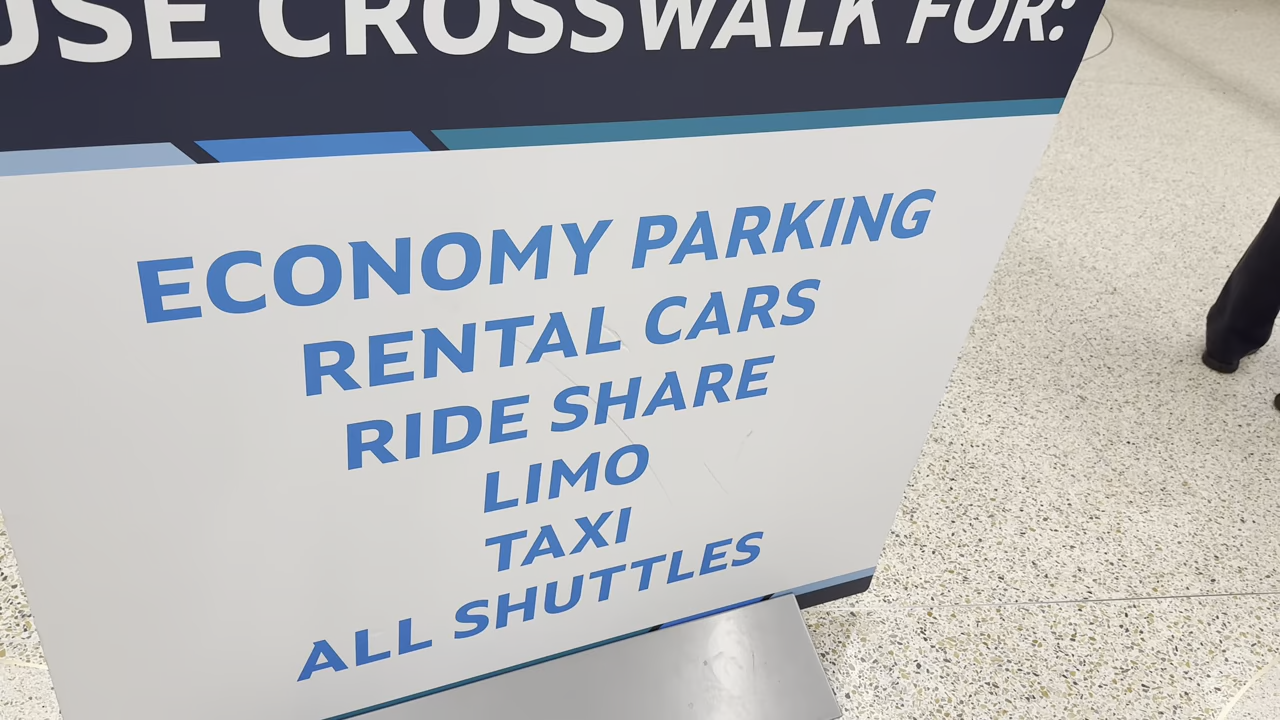 USE CROSSWALK FOR:
ECONOMY PARKING
RENTAL CARS
RIDE SHARE
LIMO
TAXI
ALL SHUTTLES